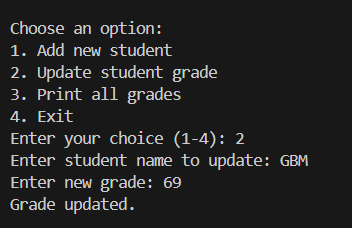 Choose an option:
1. Add new student
2. Update student grade
3. Print all grades
4. Exit
Enter your choice (1-4): 2
Enter student name to update: GBM
Enter new grade: 69
Grade updated.